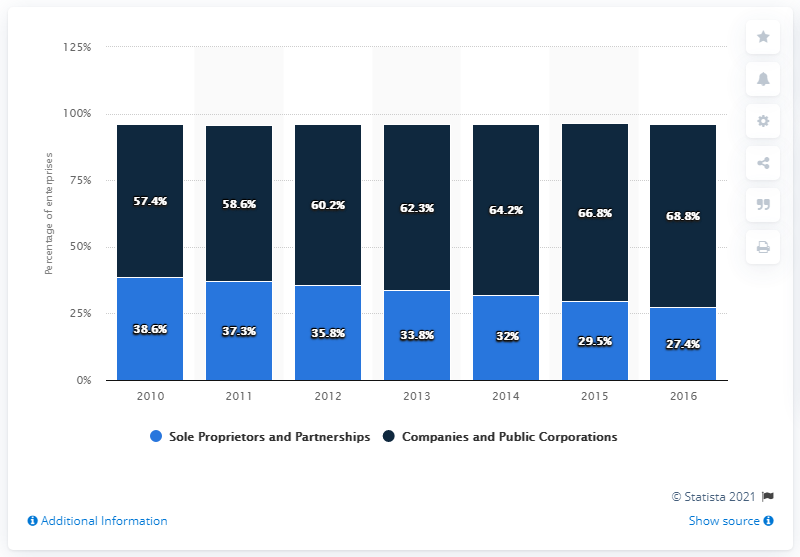 125%
100%
75%
50%
25%
0%
Percentage of enterprises
57.4% 58.6% 60.2% 62.3% 64.2% 66.8% 68.8%
38.6% 37.3% 35.8% 33.8% 32% 29.5% 27.4%
2010 2011 2012 2013 2014 2015 2016
Sole Proprietors and Partnerships Companies and Public Corporations
© Statista 2021
Additional Information Show source